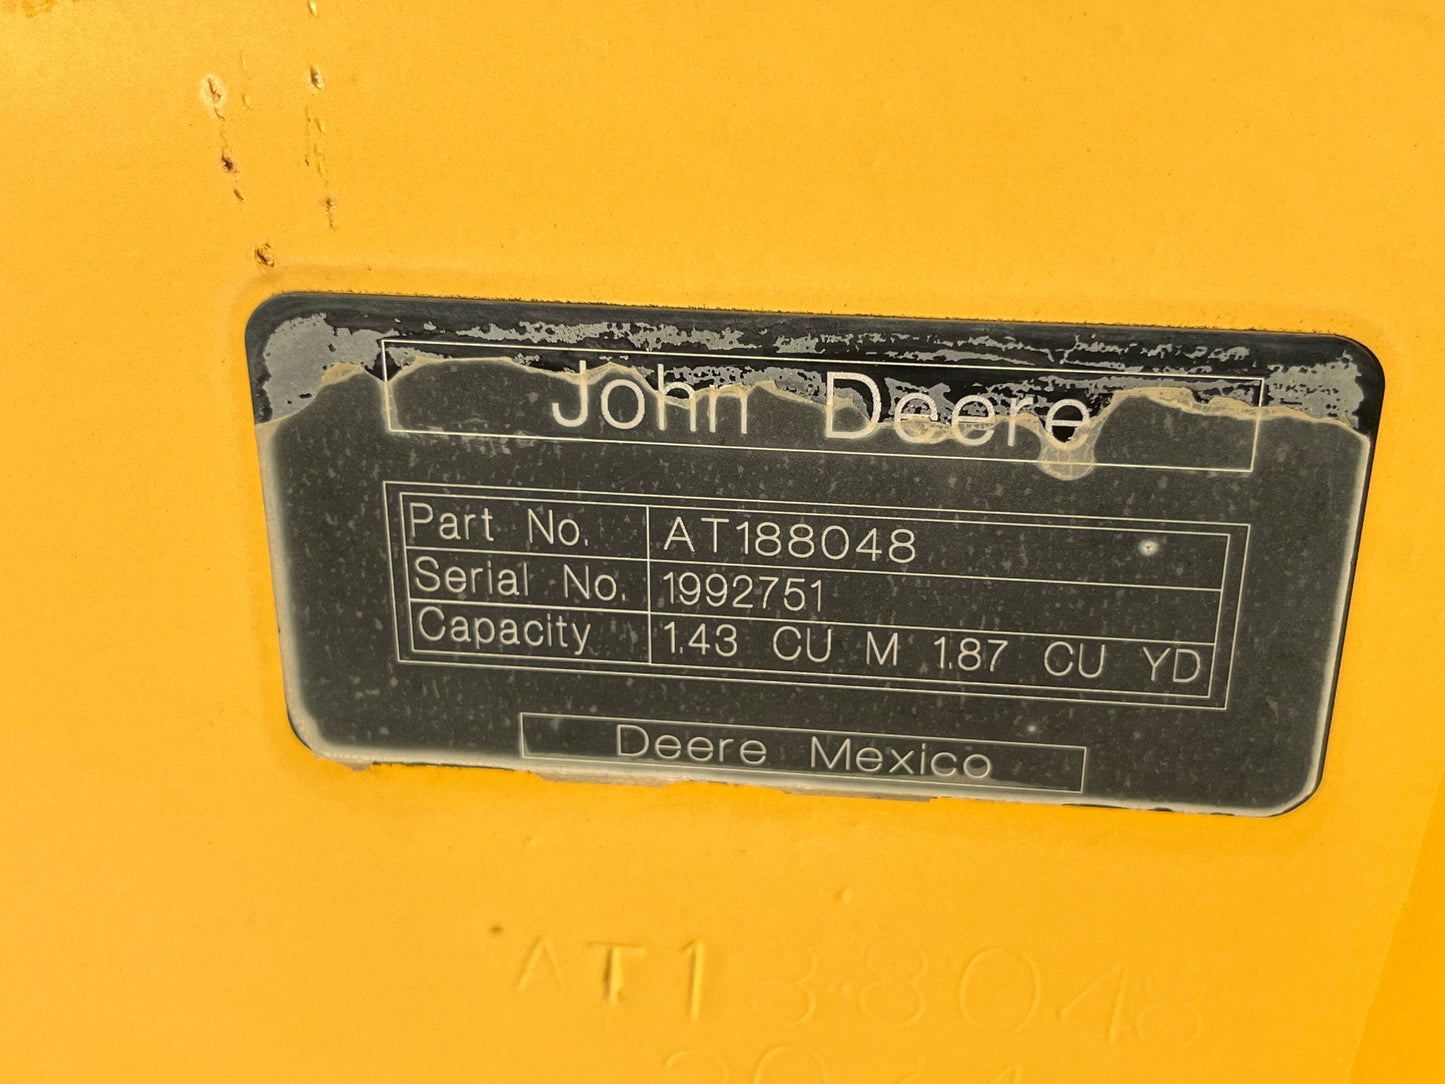 John Deere
Part No. AT188048
Serial No. 1992751
Capacity 1.43 CU M 1.87 CU YD
Deere Mexico
AT188048